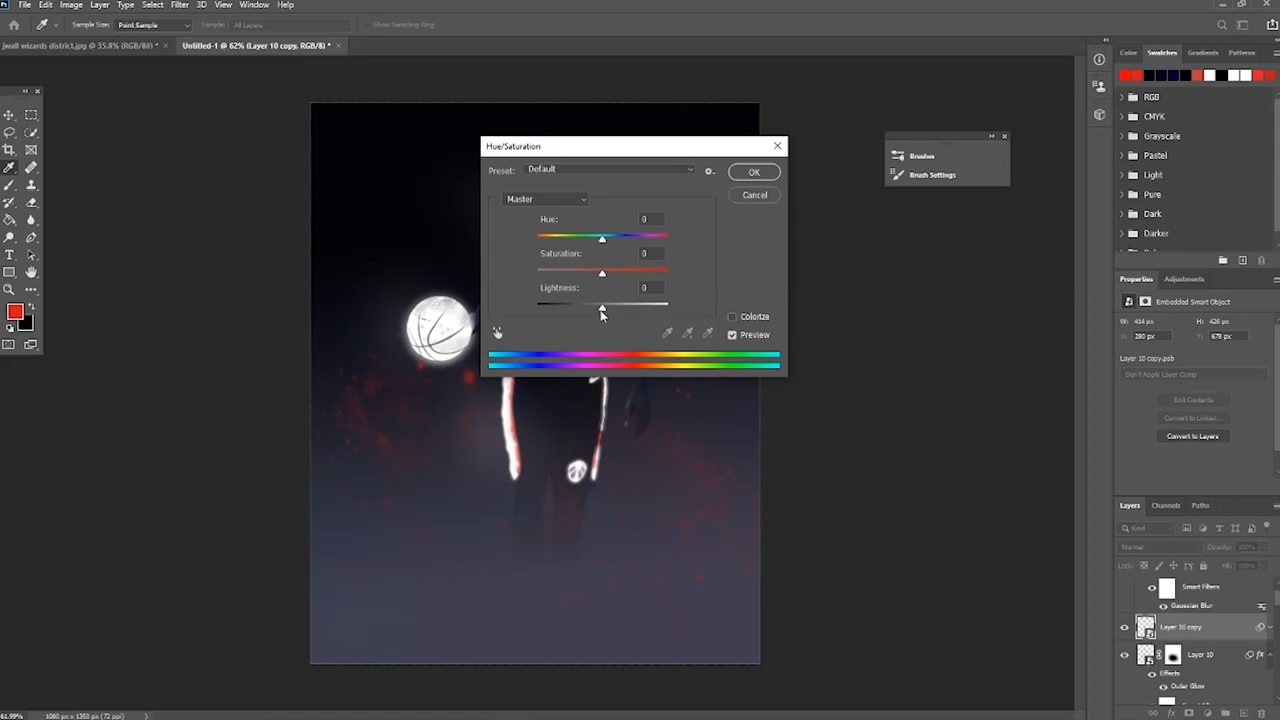 File Edit Image Layer Type Select Filter 3D View Window Help
Sample Size: Point Sample Sample: All Layers Show Sampling Ring
jwall wizards district.jpg @ 35.8% (RGB/8#) * × Untitled-1 @ 62% (Layer 10 copy, RGB/8) * ×
Color Swatches Gradients Patterns
RGB
CMYK
Grayscale
Pastel
Light
Pure
Dark
Darker
Brushes
Brush Settings
Hue/Saturation
Preset: Default
OK
Cancel
Master
Hue: 0
Saturation: 0
Lightness: 0
Colorize
Preview
Properties Adjustments
Embedded Smart Object
W: 414 px H: 426 px
X: 280 px Y: 678 px
Layer 10 copy.psb
Don't Apply Layer Comp
Edit Contents
Convert to Linked...
Convert to Layers
Layers Channels Paths
Kind
Normal Opacity: 100%
Lock: Fill: 100%
Smart Filters
Gaussian Blur
Layer 10 copy
Layer 10
Effects
Outer Glow
61.99% 1080 px x 1350 px (72 ppi)